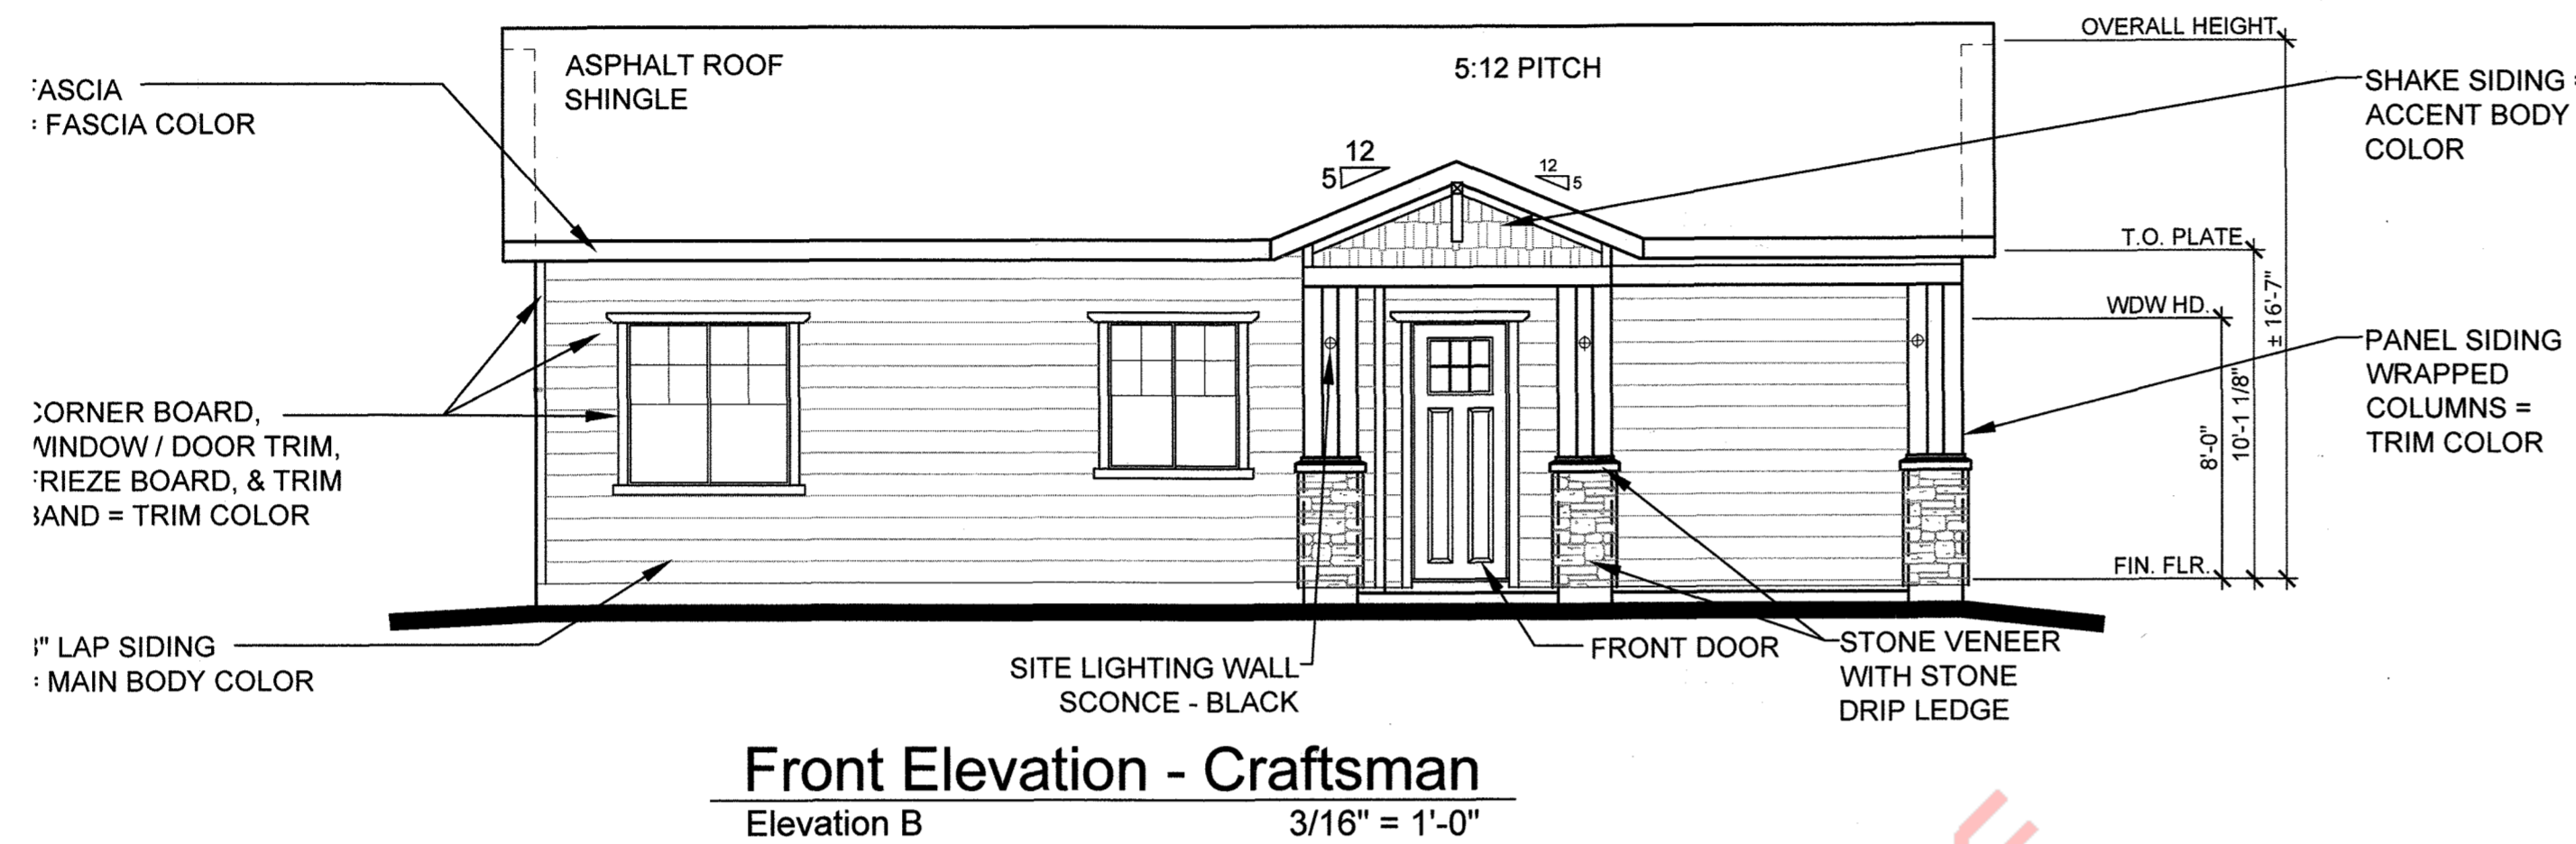 OVERALL HEIGHT
ASPHALT ROOF
SHINGLE
5:12 PITCH
FASCIA
= FASCIA COLOR
SHAKE SIDING =
ACCENT BODY
COLOR
12
5
12
5
T.O. PLATE
WDW HD.
± 16'-7"
10'-1 1/8"
8'-0"
PANEL SIDING
WRAPPED
COLUMNS =
TRIM COLOR
CORNER BOARD,
WINDOW / DOOR TRIM,
FRIEZE BOARD, & TRIM
BAND = TRIM COLOR
FIN. FLR.
" LAP SIDING
= MAIN BODY COLOR
SITE LIGHTING WALL
SCONCE - BLACK
FRONT DOOR
STONE VENEER
WITH STONE
DRIP LEDGE
Front Elevation - Craftsman
Elevation B
3/16" = 1'-0"